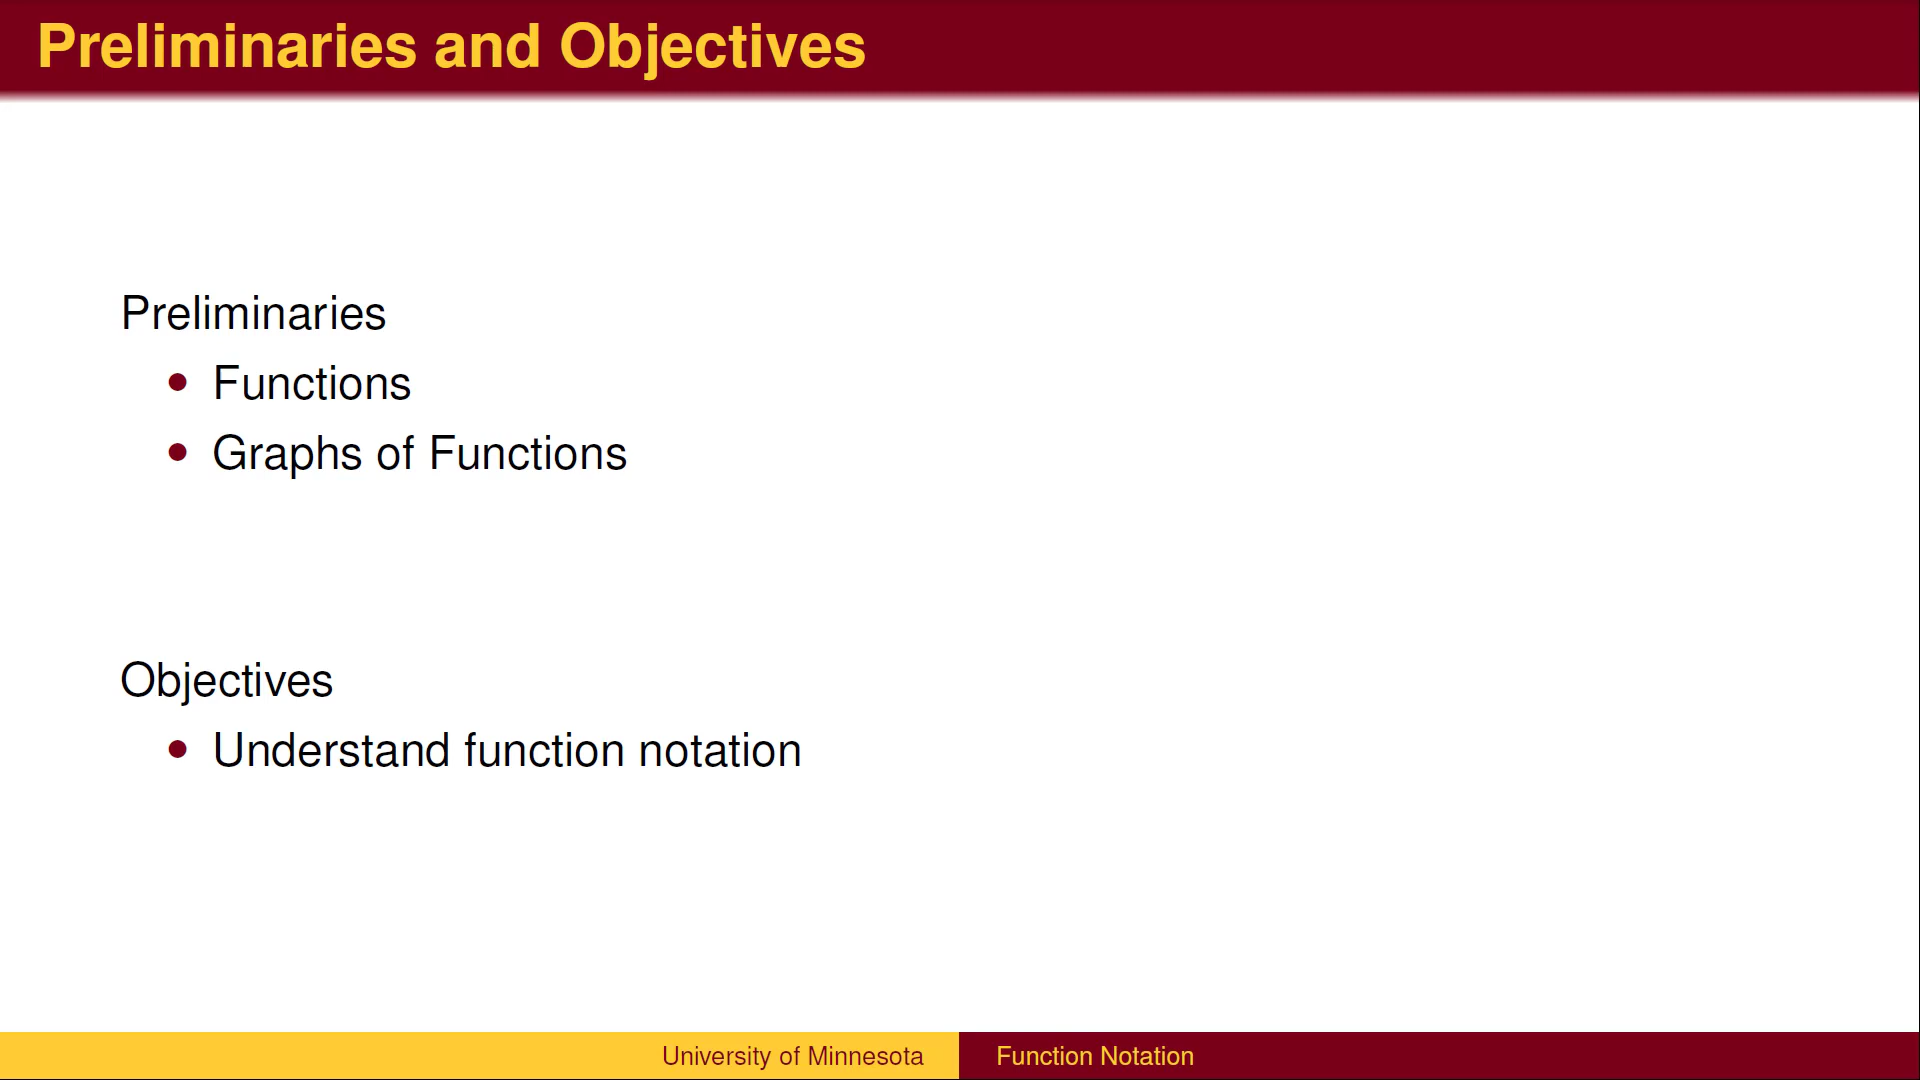 Preliminaries and Objectives
Preliminaries
• Functions
• Graphs of Functions
Objectives
• Understand function notation
University of Minnesota
Function Notation